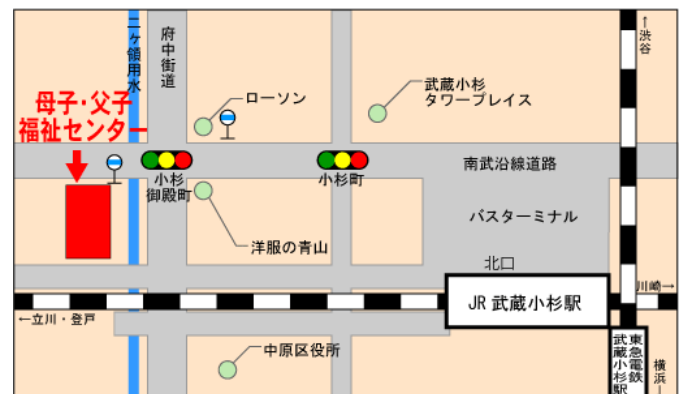 二ヶ領用水
府中街道
←渋谷
母子・父子
福祉センター
ローソン
武蔵小杉
タワープレイス
小杉
御殿町
小杉町
南武沿線道路
バスターミナル
洋服の青山
北口
JR 武蔵小杉駅
川崎→
←立川・登戸
中原区役所
東急電鉄
武蔵小杉駅
横浜